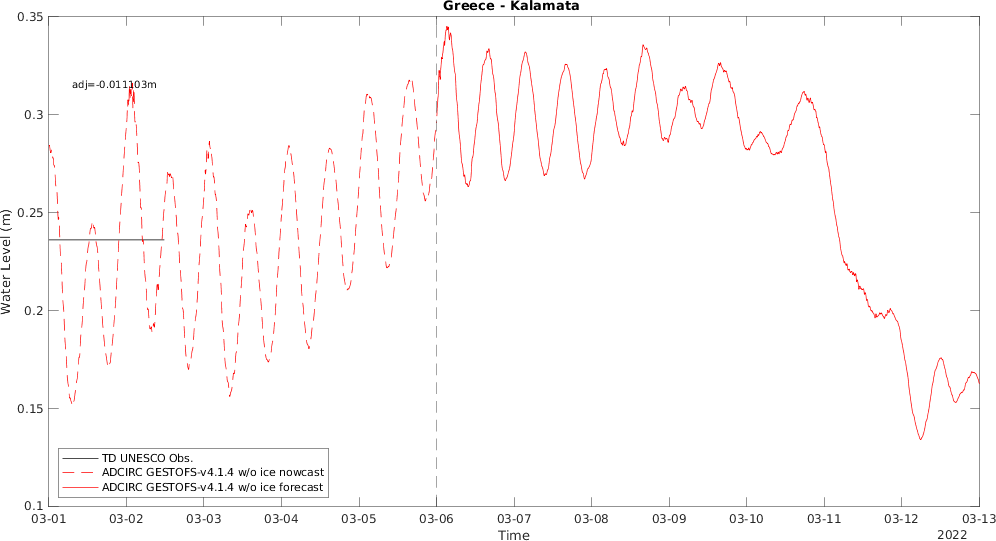 Greece - Kalamata
adj=-0.011103m
Water Level (m)
0.35
0.3
0.25
0.2
0.15
0.1
TD UNESCO Obs.
ADCIRC GESTOFS-v4.1.4 w/o ice nowcast
ADCIRC GESTOFS-v4.1.4 w/o ice forecast
03-01 03-02 03-03 03-04 03-05 03-06 03-07 03-08 03-09 03-10 03-11 03-12 03-13
Time
2022